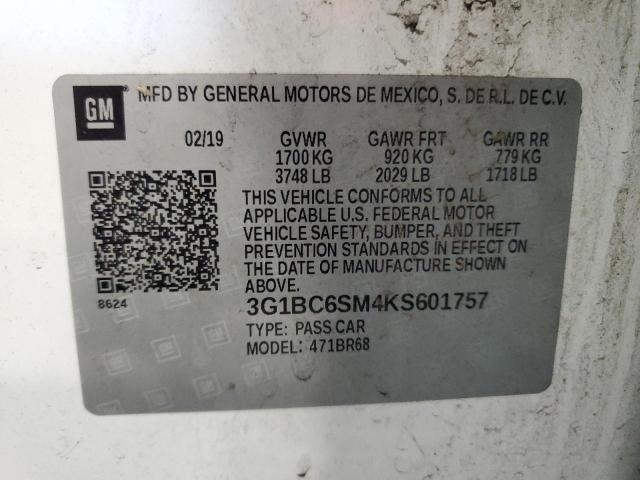 GM MFD BY GENERAL MOTORS DE MEXICO, S. DE R.L. DE C.V.
02/19 GVWR GAWR FRT GAWR RR
1700 KG 920 KG 779 KG
3748 LB 2029 LB 1718 LB
THIS VEHICLE CONFORMS TO ALL
APPLICABLE U.S. FEDERAL MOTOR
VEHICLE SAFETY, BUMPER, AND THEFT
PREVENTION STANDARDS IN EFFECT ON
THE DATE OF MANUFACTURE SHOWN
ABOVE.
8624 3G1BC6SM4KS601757
TYPE: PASS CAR
MODEL: 471BR68